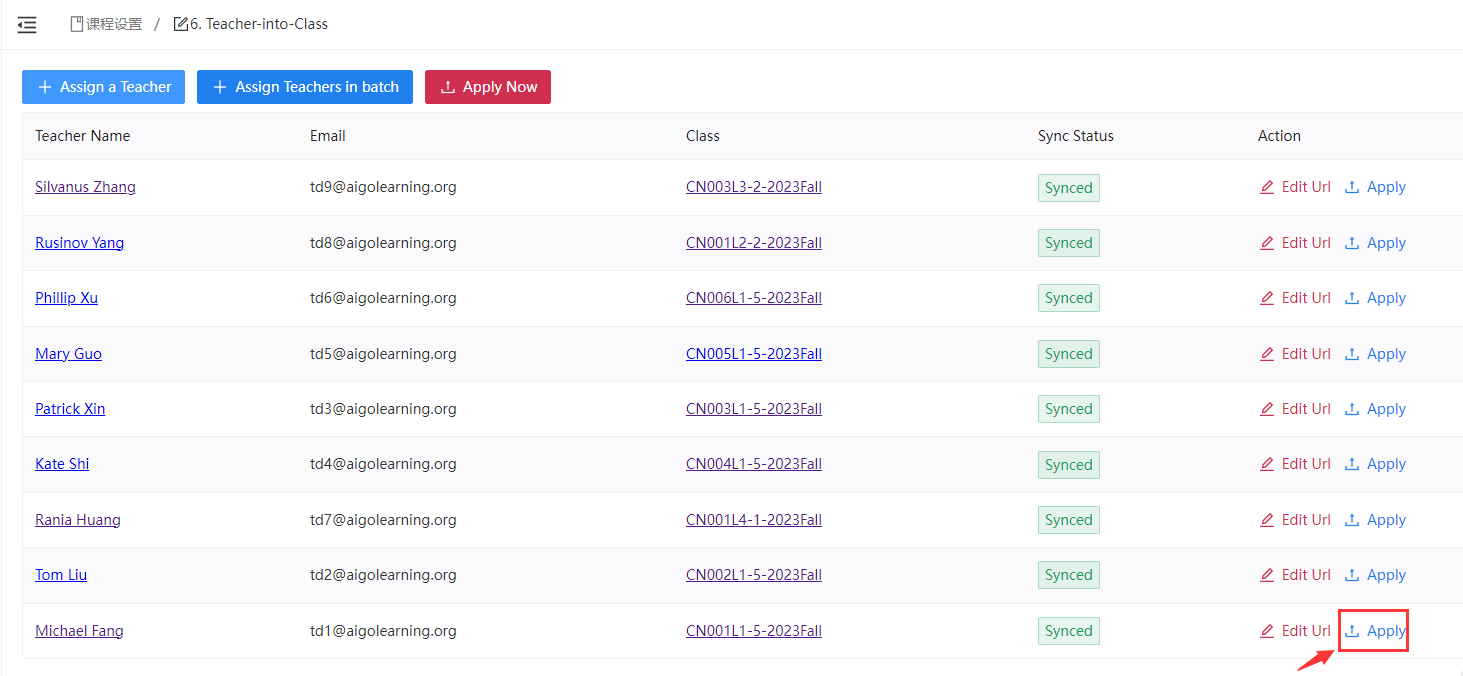 课程设置 / 6. Teacher-into-Class
Assign a Teacher Assign Teachers in batch Apply Now
Teacher Name Email Class Sync Status Action
Silvanus Zhang td9@aigolearning.org CN003L3-2-2023Fall Synced Edit Url Apply
Rusinov Yang td8@aigolearning.org CN001L2-2-2023Fall Synced Edit Url Apply
Phillip Xu td6@aigolearning.org CN006L1-5-2023Fall Synced Edit Url Apply
Mary Guo td5@aigolearning.org CN005L1-5-2023Fall Synced Edit Url Apply
Patrick Xin td3@aigolearning.org CN003L1-5-2023Fall Synced Edit Url Apply
Kate Shi td4@aigolearning.org CN004L1-5-2023Fall Synced Edit Url Apply
Rania Huang td7@aigolearning.org CN001L4-1-2023Fall Synced Edit Url Apply
Tom Liu td2@aigolearning.org CN002L1-5-2023Fall Synced Edit Url Apply
Michael Fang td1@aigolearning.org CN001L1-5-2023Fall Synced Edit Url Apply